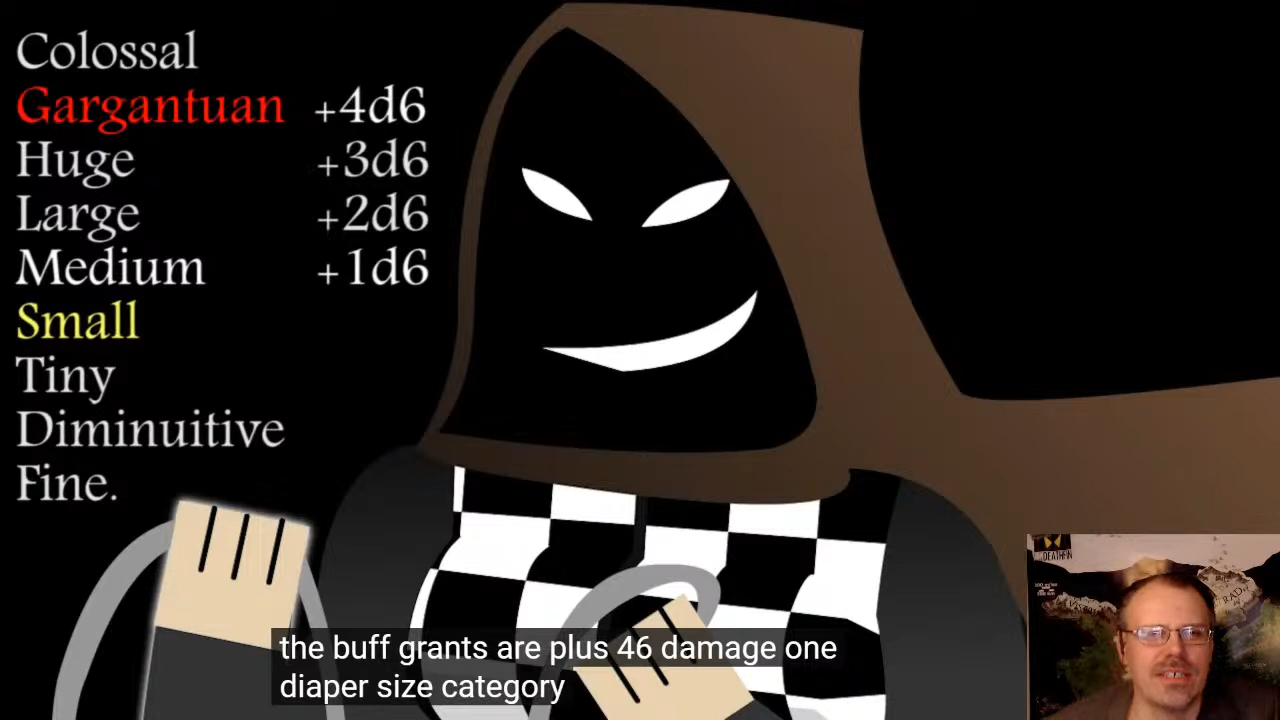 Colossal
Gargantuan +4d6
Huge +3d6
Large +2d6
Medium +1d6
Small
Tiny
Diminuitive
Fine.
the buff grants are plus 46 damage one
diaper size category